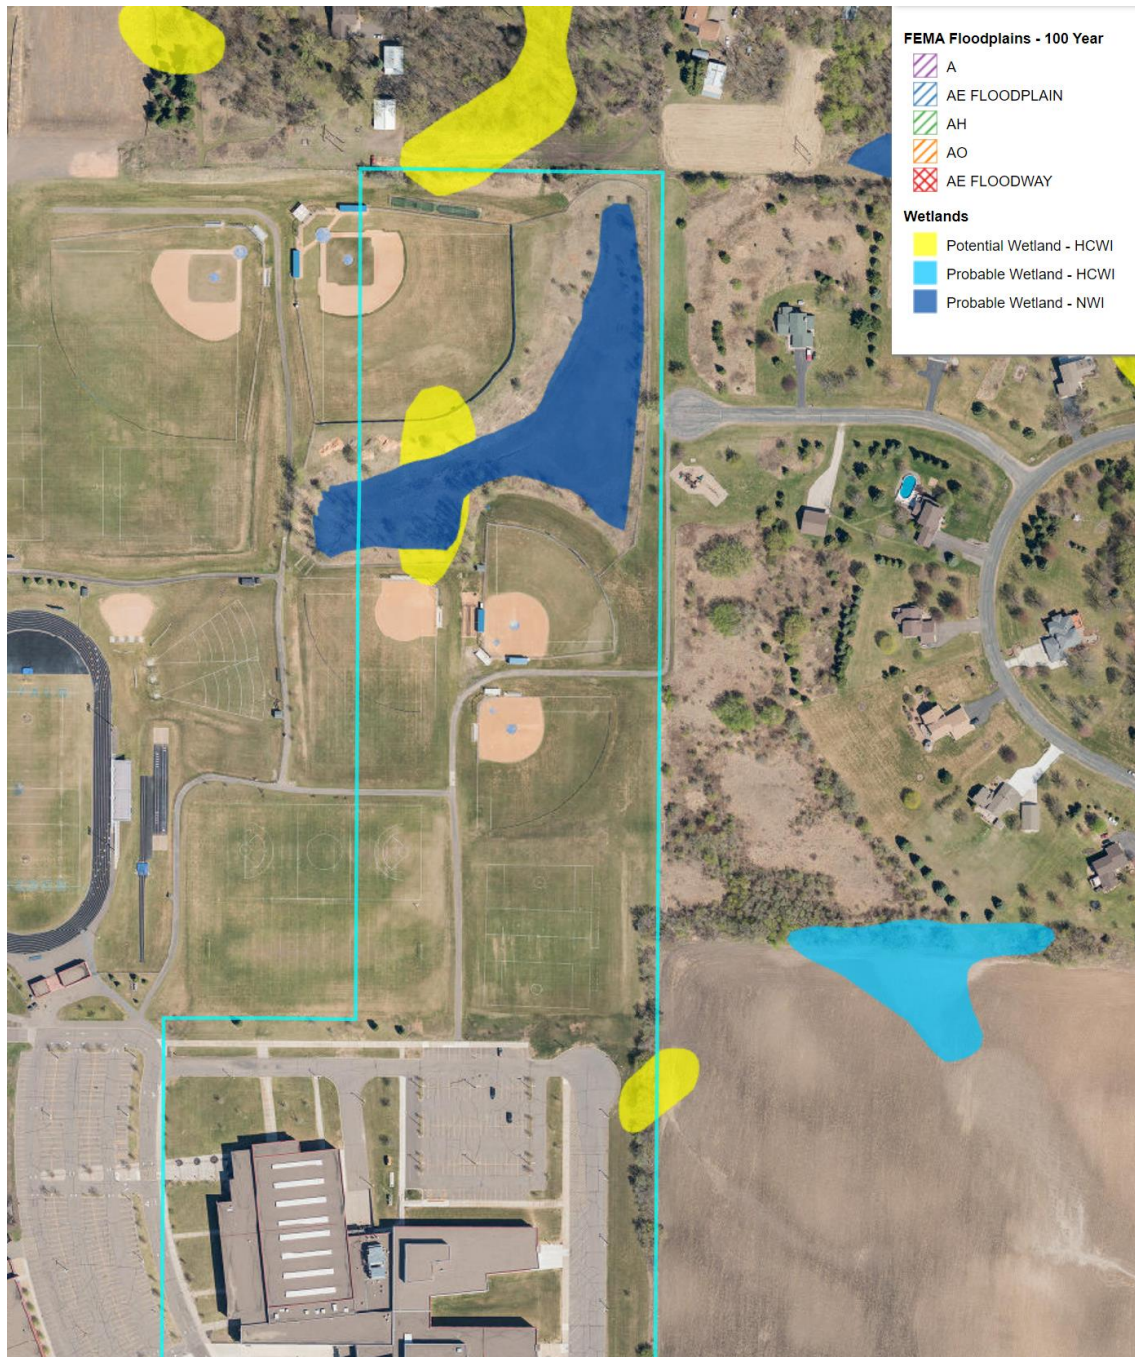 FEMA Floodplains - 100 Year
A
AE FLOODPLAIN
AH
AO
AE FLOODWAY
Wetlands
Potential Wetland - HCWI
Probable Wetland - HCWI
Probable Wetland - NWI